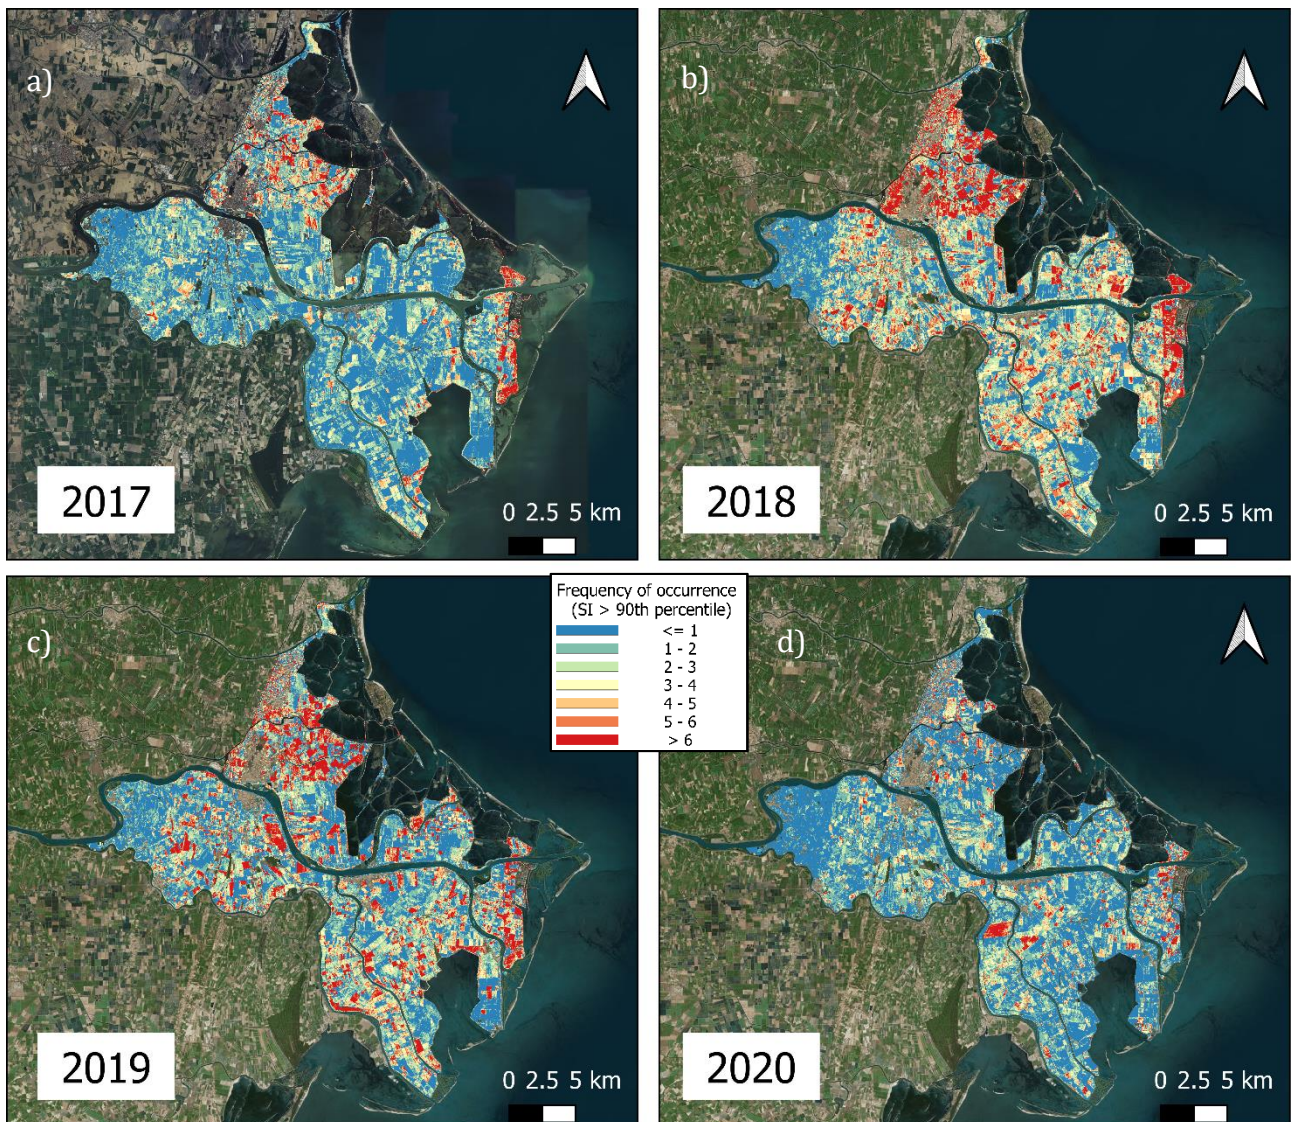 a)
2017
0 2.5 5 km
b)
2018
0 2.5 5 km
Frequency of occurrence
(SI > 90th percentile)
<= 1
1 - 2
2 - 3
3 - 4
4 - 5
5 - 6
> 6
c)
2019
0 2.5 5 km
d)
2020
0 2.5 5 km